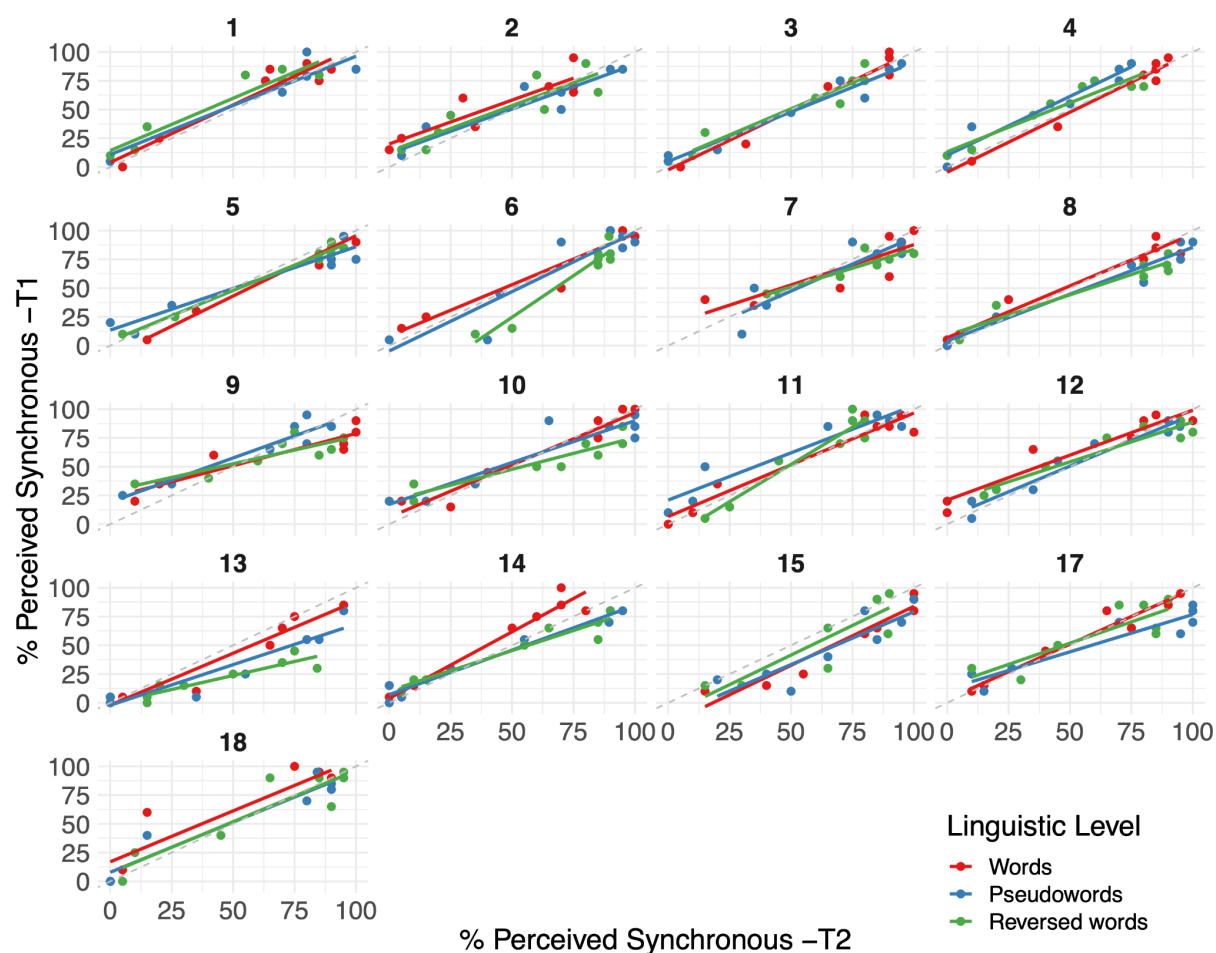 1 2 3 4
100
75
50
25
0
5 6 7 8
100
75
50
25
0
9 10 11 12
100
75
50
25
0
13 14 15 17
100
75
50
25
0
0 25 50 75 100 0 25 50 75 100 0 25 50 75 100
18
100
75
50
25
0
0 25 50 75 100
% Perceived Synchronous −T1
% Perceived Synchronous −T2
Linguistic Level
Words
Pseudowords
Reversed words